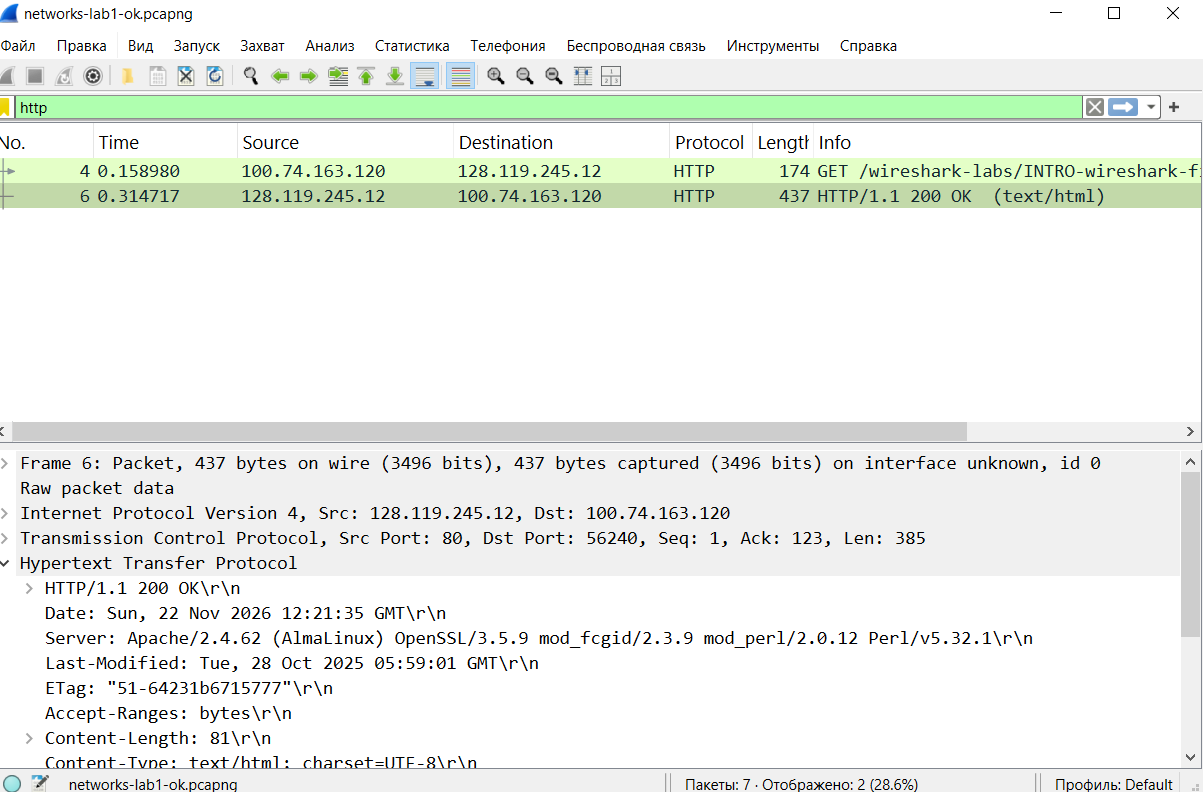 networks-lab1-ok.pcapng
Файл Правка Вид Запуск Захват Анализ Статистика Телефония Беспроводная связь Инструменты Справка
http
No. Time Source Destination Protocol Length Info
4 0.158980 100.74.163.120 128.119.245.12 HTTP 174 GET /wireshark-labs/INTRO-wireshark-fi
6 0.314717 128.119.245.12 100.74.163.120 HTTP 437 HTTP/1.1 200 OK (text/html)
Frame 6: Packet, 437 bytes on wire (3496 bits), 437 bytes captured (3496 bits) on interface unknown, id 0
Raw packet data
Internet Protocol Version 4, Src: 128.119.245.12, Dst: 100.74.163.120
Transmission Control Protocol, Src Port: 80, Dst Port: 56240, Seq: 1, Ack: 123, Len: 385
Hypertext Transfer Protocol
HTTP/1.1 200 OK\r\n
Date: Sun, 22 Nov 2026 12:21:35 GMT\r\n
Server: Apache/2.4.62 (AlmaLinux) OpenSSL/3.5.9 mod_fcgid/2.3.9 mod_perl/2.0.12 Perl/v5.32.1\r\n
Last-Modified: Tue, 28 Oct 2025 05:59:01 GMT\r\n
ETag: "51-64231b6715777"\r\n
Accept-Ranges: bytes\r\n
Content-Length: 81\r\n
Content-Type: text/html; charset=UTF-8\r\n
networks-lab1-ok.pcapng Пакеты: 7 · Отображено: 2 (28.6%) Профиль: Default